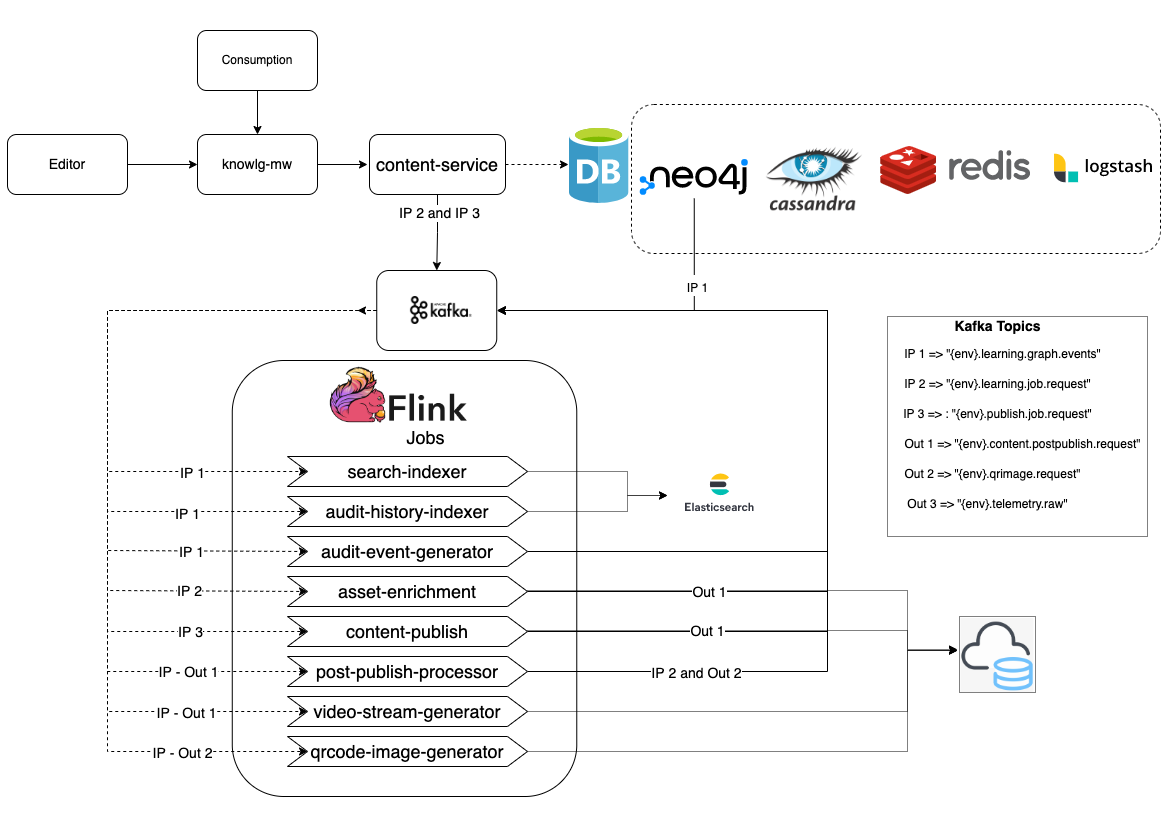 Consumption
Editor
knowlg-mw
content-service
DB
neo4j
cassandra
redis
logstash
IP 2 and IP 3
IP 1
APACHE
kafka
Kafka Topics
IP 1 => "{env}.learning.graph.events"
IP 2 => "{env}.learning.job.request"
IP 3 => : "{env}.publish.job.request"
Out 1 => "{env}.content.postpublish.request"
Out 2 => "{env}.qrimage.request"
Out 3 => "{env}.telemetry.raw"
Flink
Jobs
IP 1
search-indexer
IP 1
audit-history-indexer
Elasticsearch
IP 1
audit-event-generator
IP 2
asset-enrichment
Out 1
IP 3
content-publish
Out 1
IP - Out 1
post-publish-processor
IP 2 and Out 2
IP - Out 1
video-stream-generator
IP - Out 2
qrcode-image-generator